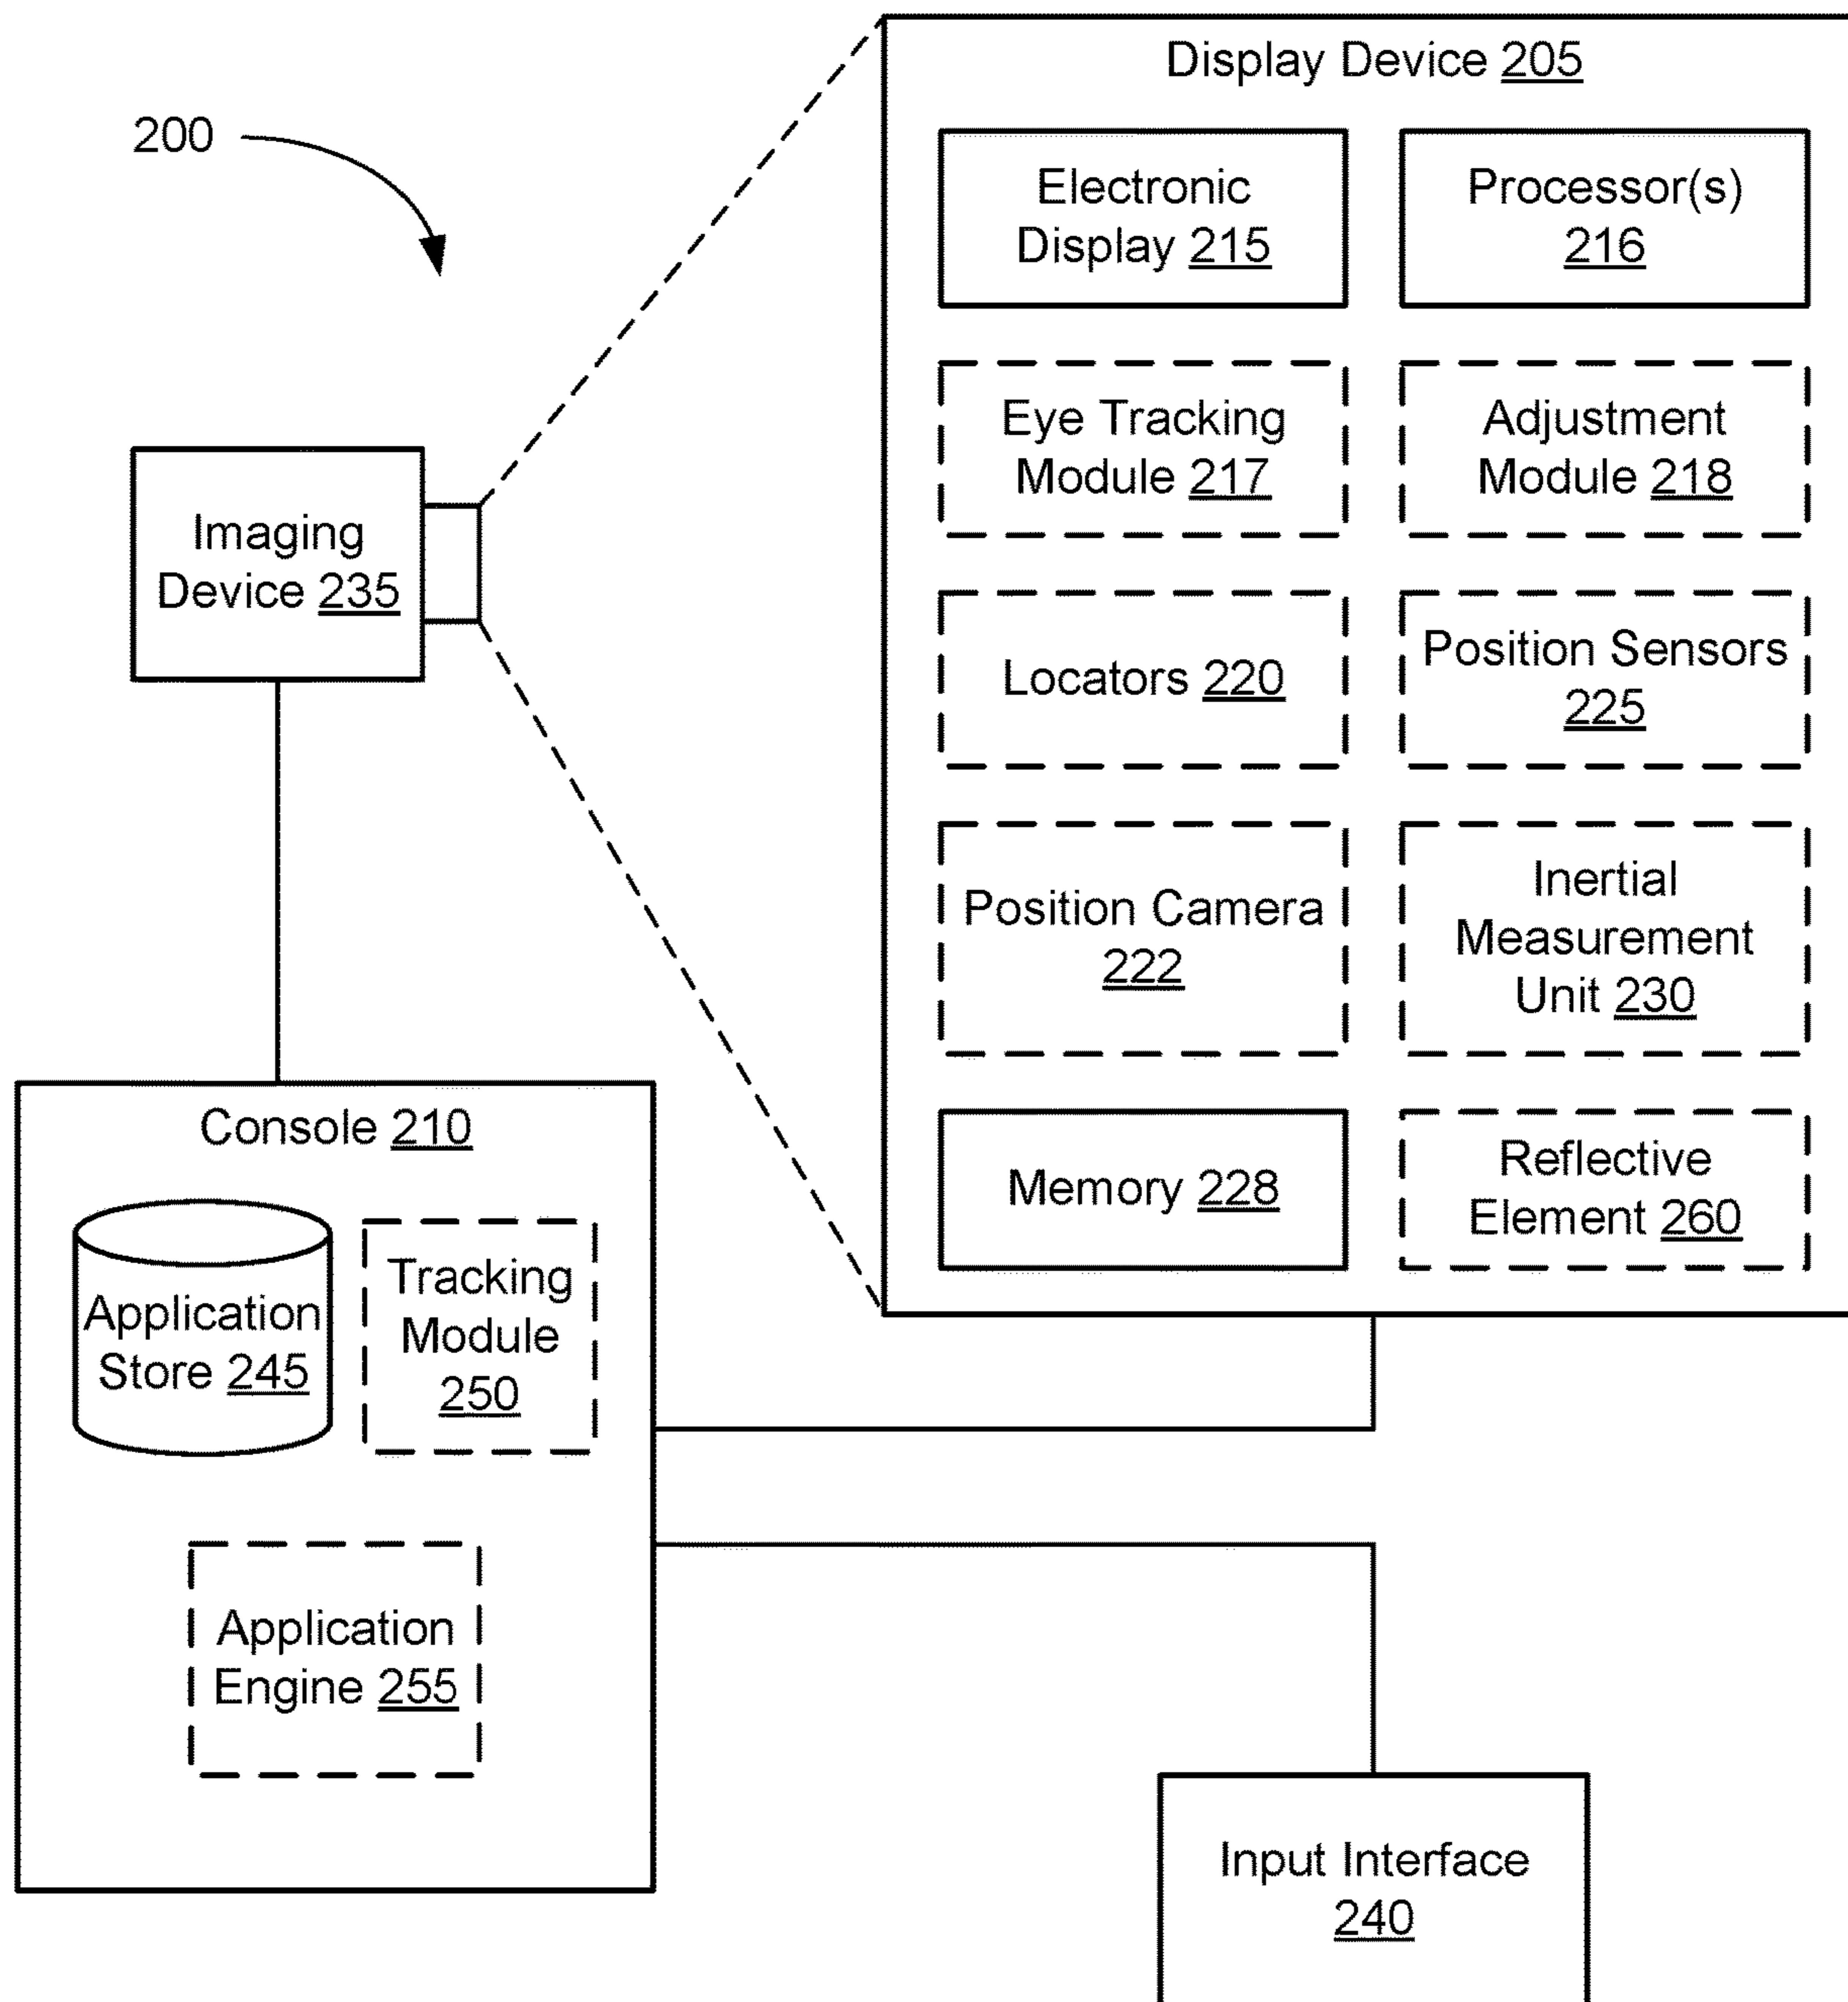 200
Display Device 205
Electronic
Display 215
Processor(s)
216
Eye Tracking
Module 217
Adjustment
Module 218
Imaging
Device 235
Locators 220
Position Sensors
225
Position Camera
222
Inertial
Measurement
Unit 230
Memory 228
Reflective
Element 260
Console 210
Application
Store 245
Tracking
Module
250
Application
Engine 255
Input Interface
240